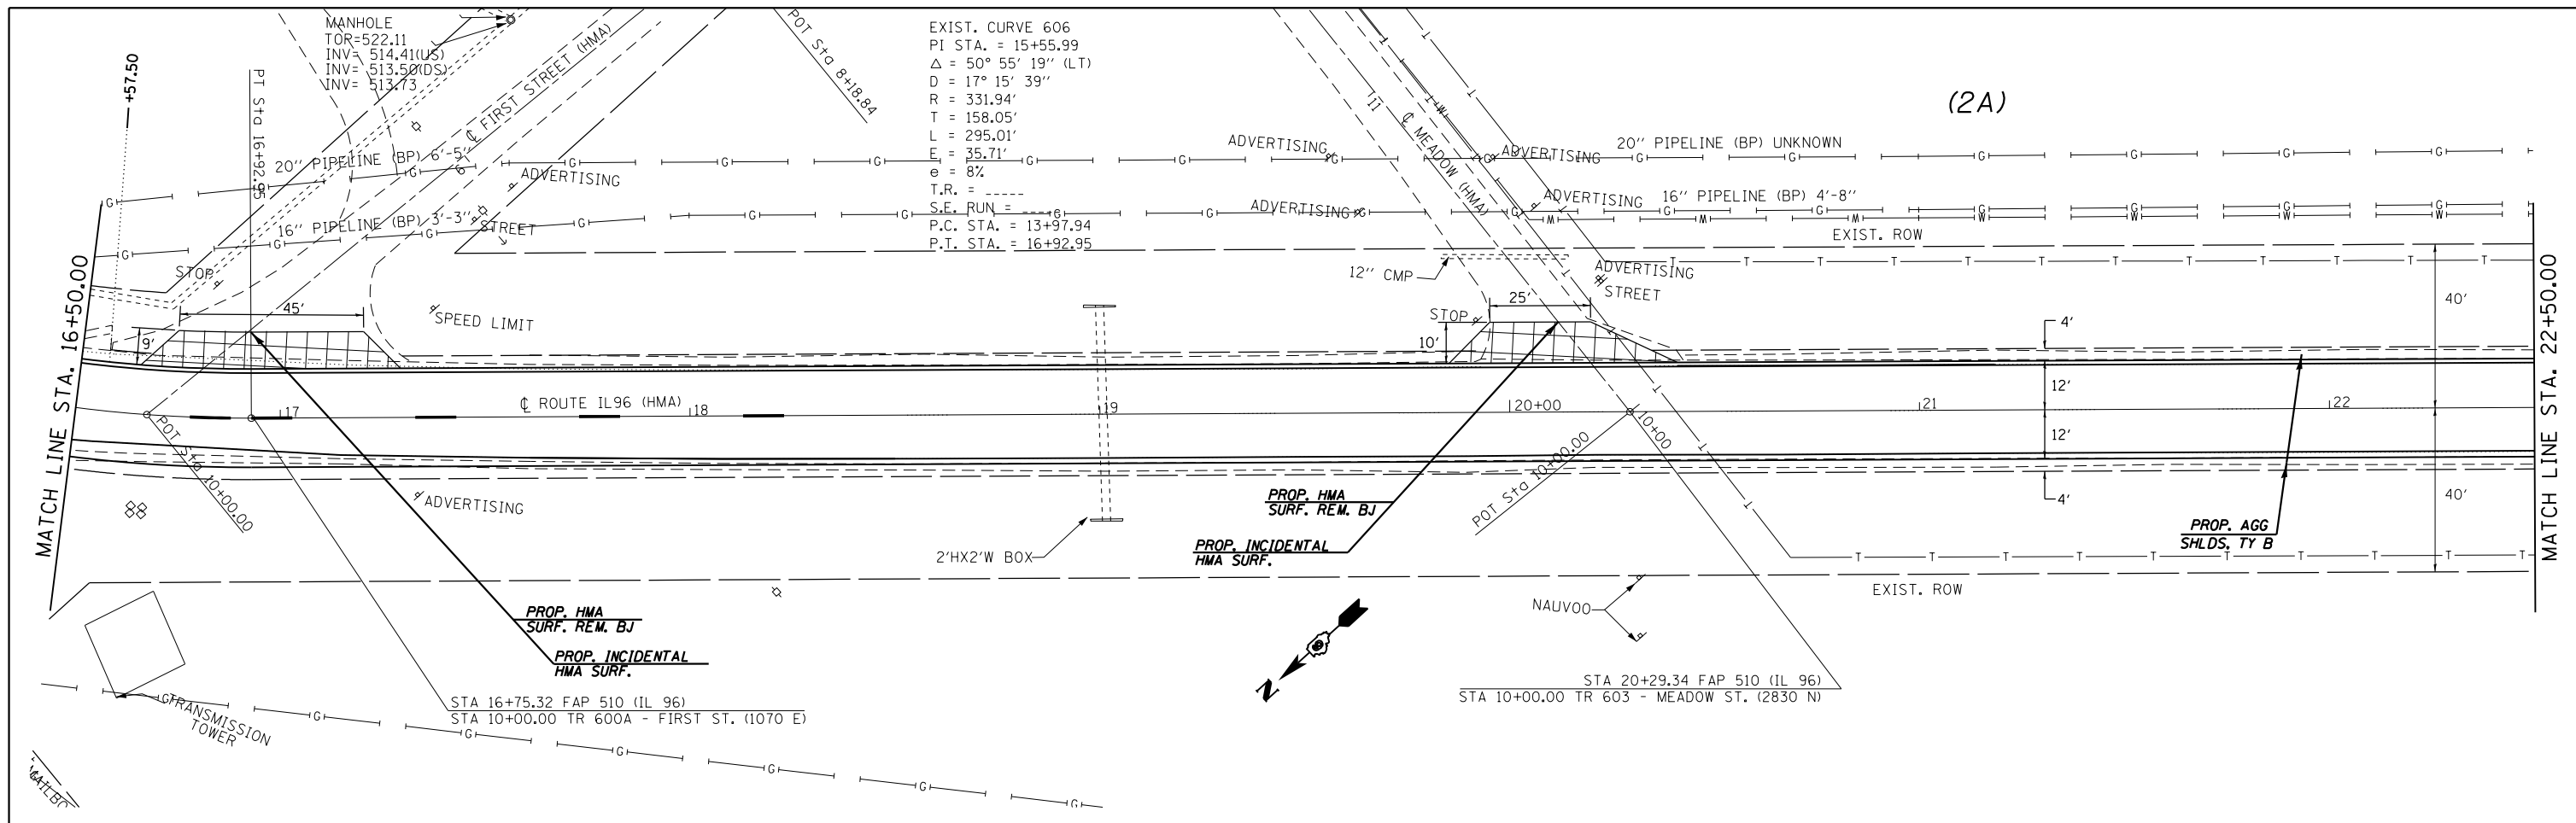 MANHOLE
TOR=522.11
INV= 514.41(US)
INV= 513.50(DS)
INV= 513.73
+57.50
PT Sta 16+92.95
℄ FIRST STREET (HMA)
POT Sta 8+18.84
EXIST. CURVE 606
PI STA. = 15+55.99
Δ = 50° 55' 19'' (LT)
D = 17° 15' 39''
R = 331.94'
T = 158.05'
L = 295.01'
E = 35.71'
e = 8%
T.R. = _____
S.E. RUN = _____
P.C. STA. = 13+97.94
P.T. STA. = 16+92.95
(2A)
20'' PIPELINE (BP) 6'-5''
16'' PIPELINE (BP) 3'-3''
ADVERTISING
STREET
STOP
9'
45'
SPEED LIMIT
ADVERTISING
ADVERTISING
11
℄ MEADOW (HMA)
ADVERTISING
20'' PIPELINE (BP) UNKNOWN
ADVERTISING
16'' PIPELINE (BP) 4'-8''
EXIST. ROW
12'' CMP
ADVERTISING
STREET
STOP
25'
10'
4'
40'
12'
12'
4'
40'
MATCH LINE STA. 16+50.00
MATCH LINE STA. 22+50.00
℄ ROUTE IL96 (HMA)
17
18
19
20+00
21
22
POT Sta 10+00.00
10+00
POT Sta 10+00.00
ADVERTISING
2'HX2'W BOX
PROP. HMA
SURF. REM. BJ
PROP. INCIDENTAL
HMA SURF.
PROP. AGG
SHLDS. TY B
EXIST. ROW
NAUVOO
N
PROP. HMA
SURF. REM. BJ
PROP. INCIDENTAL
HMA SURF.
STA 16+75.32 FAP 510 (IL 96)
STA 10+00.00 TR 600A - FIRST ST. (1070 E)
STA 20+29.34 FAP 510 (IL 96)
STA 10+00.00 TR 603 - MEADOW ST. (2830 N)
TRANSMISSION
TOWER